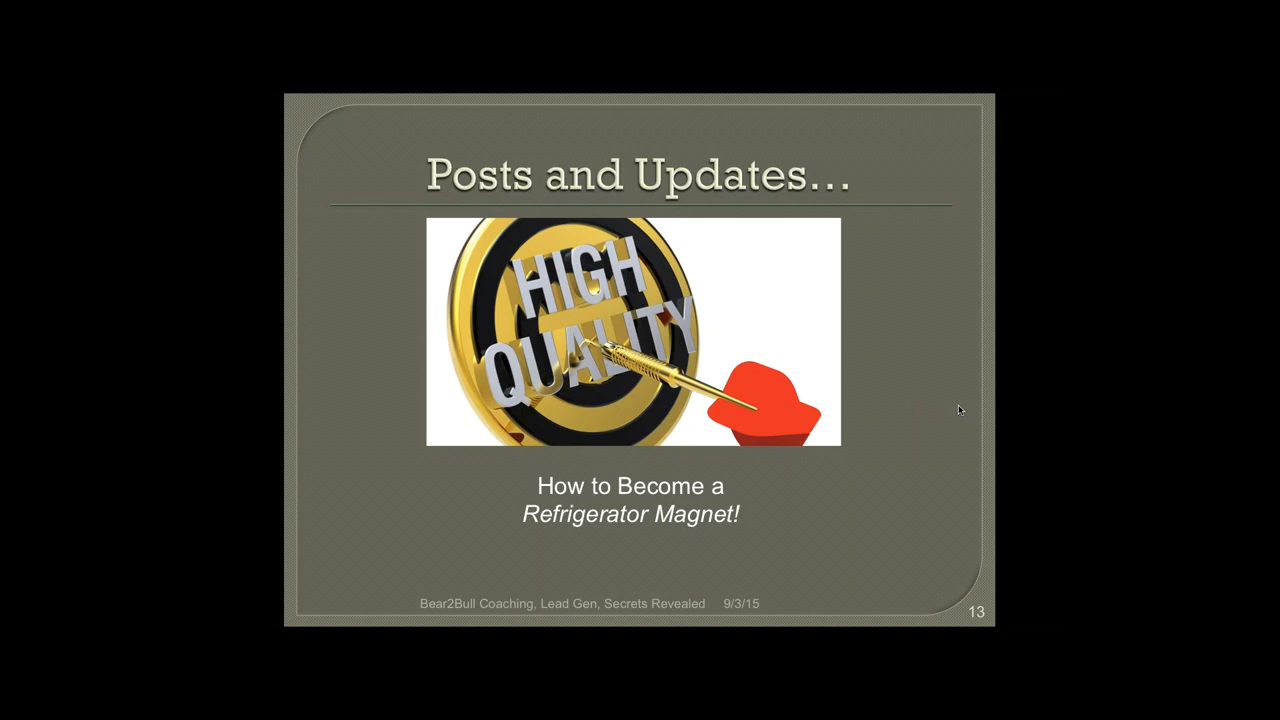 Posts and Updates...
HIGH
QUALITY
How to Become a
Refrigerator Magnet!
Bear2Bull Coaching, Lead Gen, Secrets Revealed 9/3/15
13